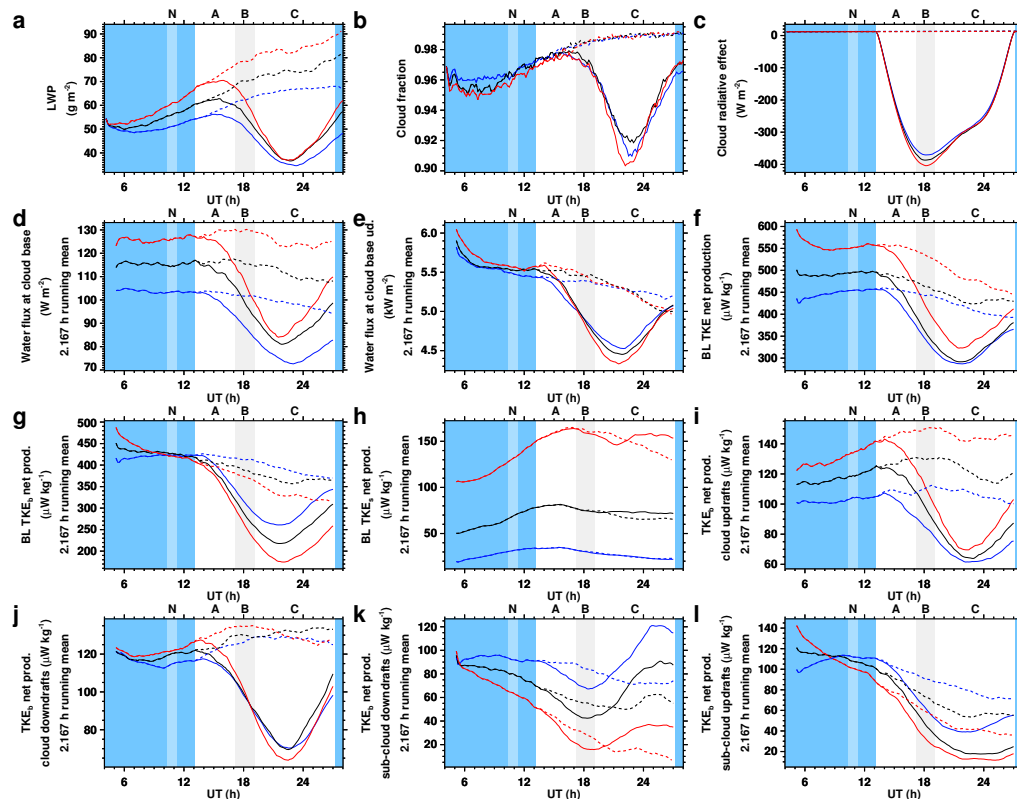 a
N A B C
LWP
(g m-2)
90
80
70
60
50
40
6 12 18 24
UT (h)
b
N A B C
Cloud fraction
0.98
0.96
0.94
0.92
0.90
6 12 18 24
UT (h)
c
N A B C
Cloud radiative effect
(W m-2)
0
-100
-200
-300
-400
6 12 18 24
UT (h)
d
Water flux at cloud base
2.167 h running mean
(W m-2)
130
120
110
100
90
80
70
6 12 18 24
UT (h)
e
Water flux at cloud base ud.
2.167 h running mean
(kW m-2)
6.0
5.5
5.0
4.5
6 12 18 24
UT (h)
f
BL TKE net production
2.167 h running mean
(μW kg-1)
600
550
500
450
400
350
300
6 12 18 24
UT (h)
g
N A B C
BL TKEb net prod.
2.167 h running mean
(μW kg-1)
500
450
400
350
300
250
200
6 12 18 24
UT (h)
h
N A B C
BL TKEs net prod.
2.167 h running mean
(μW kg-1)
150
100
50
6 12 18 24
UT (h)
i
N A B C
TKEb net prod.
cloud updrafts (μW kg-1)
2.167 h running mean
140
120
100
80
60
6 12 18 24
UT (h)
j
N A B C
TKEb net prod.
cloud downdrafts (μW kg-1)
2.167 h running mean
120
100
80
6 12 18 24
UT (h)
k
N A B C
TKEb net prod.
sub-cloud downdrafts (μW kg-1)
2.167 h running mean
120
100
80
60
40
20
6 12 18 24
UT (h)
l
N A B C
TKEb net prod.
sub-cloud updrafts (μW kg-1)
2.167 h running mean
140
120
100
80
60
40
20
6 12 18 24
UT (h)